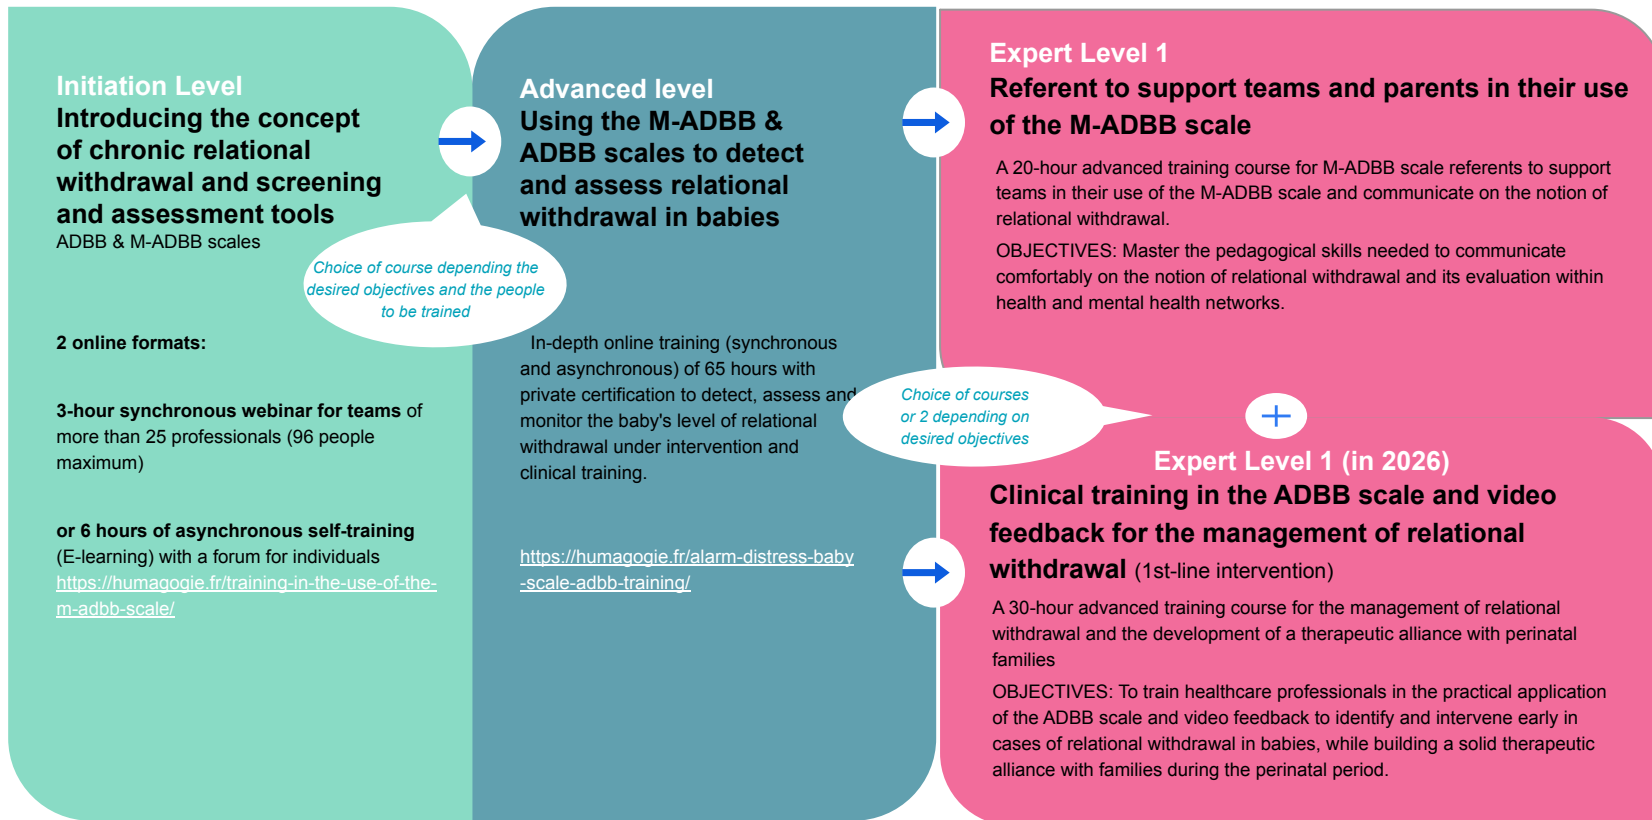 Initiation Level
Introducing the concept
of chronic relational
withdrawal and screening
and assessment tools
ADBB & M-ADBB scales
2 online formats:
3-hour synchronous webinar for teams of
more than 25 professionals (96 people
maximum)
or 6 hours of asynchronous self-training
(E-learning) with a forum for individuals
https://humagogie.fr/training-in-the-use-of-the-
m-adbb-scale/
Choice of course depending the
desired objectives and the people
to be trained
Advanced level
Using the M-ADBB &
ADBB scales to detect
and assess relational
withdrawal in babies
In-depth online training (synchronous
and asynchronous) of 65 hours with
private certification to detect, assess and
monitor the baby's level of relational
withdrawal under intervention and
clinical training.
https://humagogie.fr/alarm-distress-baby
-scale-adbb-training/
Choice of courses
or 2 depending on
desired objectives
Expert Level 1
Referent to support teams and parents in their use
of the M-ADBB scale
A 20-hour advanced training course for M-ADBB scale referents to support
teams in their use of the M-ADBB scale and communicate on the notion of
relational withdrawal.
OBJECTIVES: Master the pedagogical skills needed to communicate
comfortably on the notion of relational withdrawal and its evaluation within
health and mental health networks.
Expert Level 1 (in 2026)
Clinical training in the ADBB scale and video
feedback for the management of relational
withdrawal (1st-line intervention)
A 30-hour advanced training course for the management of relational
withdrawal and the development of a therapeutic alliance with perinatal
families
OBJECTIVES: To train healthcare professionals in the practical application
of the ADBB scale and video feedback to identify and intervene early in
cases of relational withdrawal in babies, while building a solid therapeutic
alliance with families during the perinatal period.